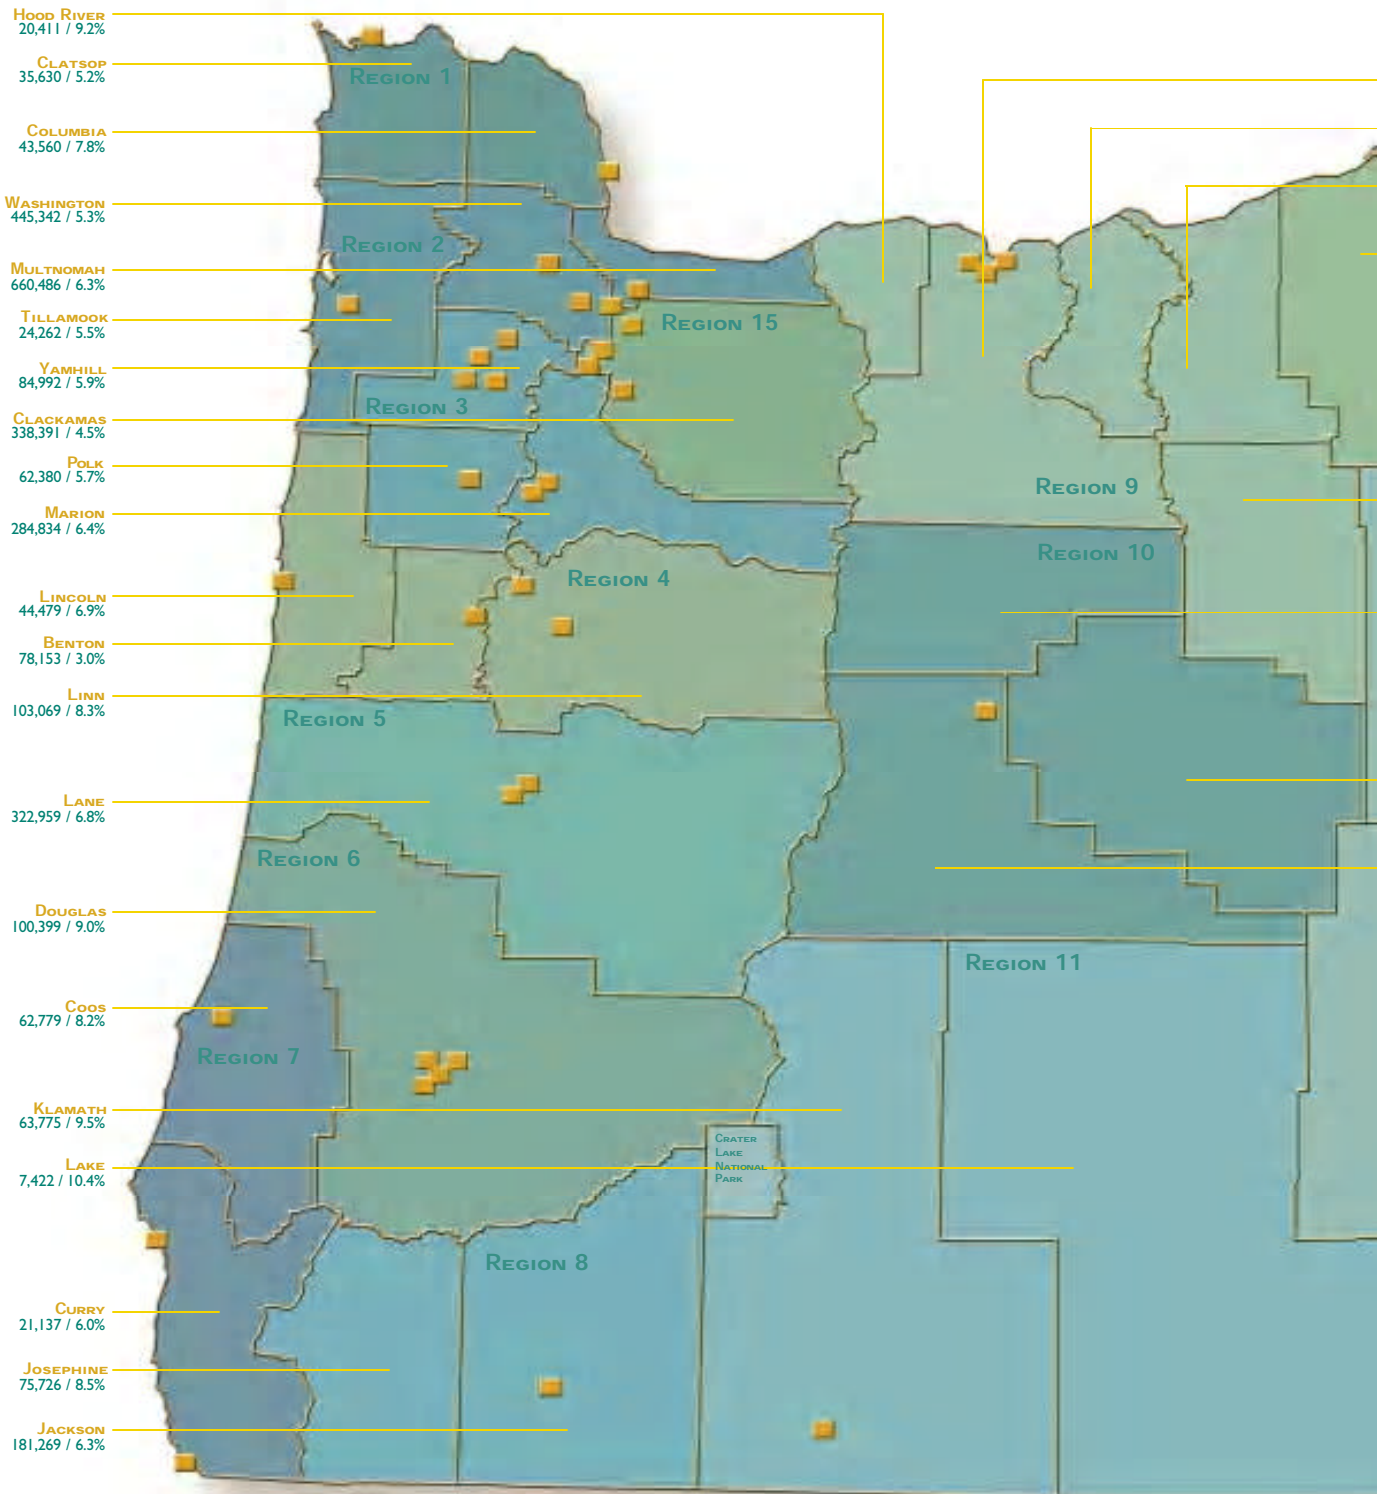 Hood River
20,411 / 9.2%
Clatsop
35,630 / 5.2%
Columbia
43,560 / 7.8%
Washington
445,342 / 5.3%
Multnomah
660,486 / 6.3%
Tillamook
24,262 / 5.5%
Yamhill
84,992 / 5.9%
Clackamas
338,391 / 4.5%
Polk
62,380 / 5.7%
Marion
284,834 / 6.4%
Lincoln
44,479 / 6.9%
Benton
78,153 / 3.0%
Linn
103,069 / 8.3%
Lane
322,959 / 6.8%
Douglas
100,399 / 9.0%
Coos
62,779 / 8.2%
Klamath
63,775 / 9.5%
Lake
7,422 / 10.4%
Curry
21,137 / 6.0%
Josephine
75,726 / 8.5%
Jackson
181,269 / 6.3%
Region 1
Region 2
Region 15
Region 3
Region 9
Region 10
Region 4
Region 5
Region 6
Region 11
Region 7
Crater
Lake
National
Park
Region 8